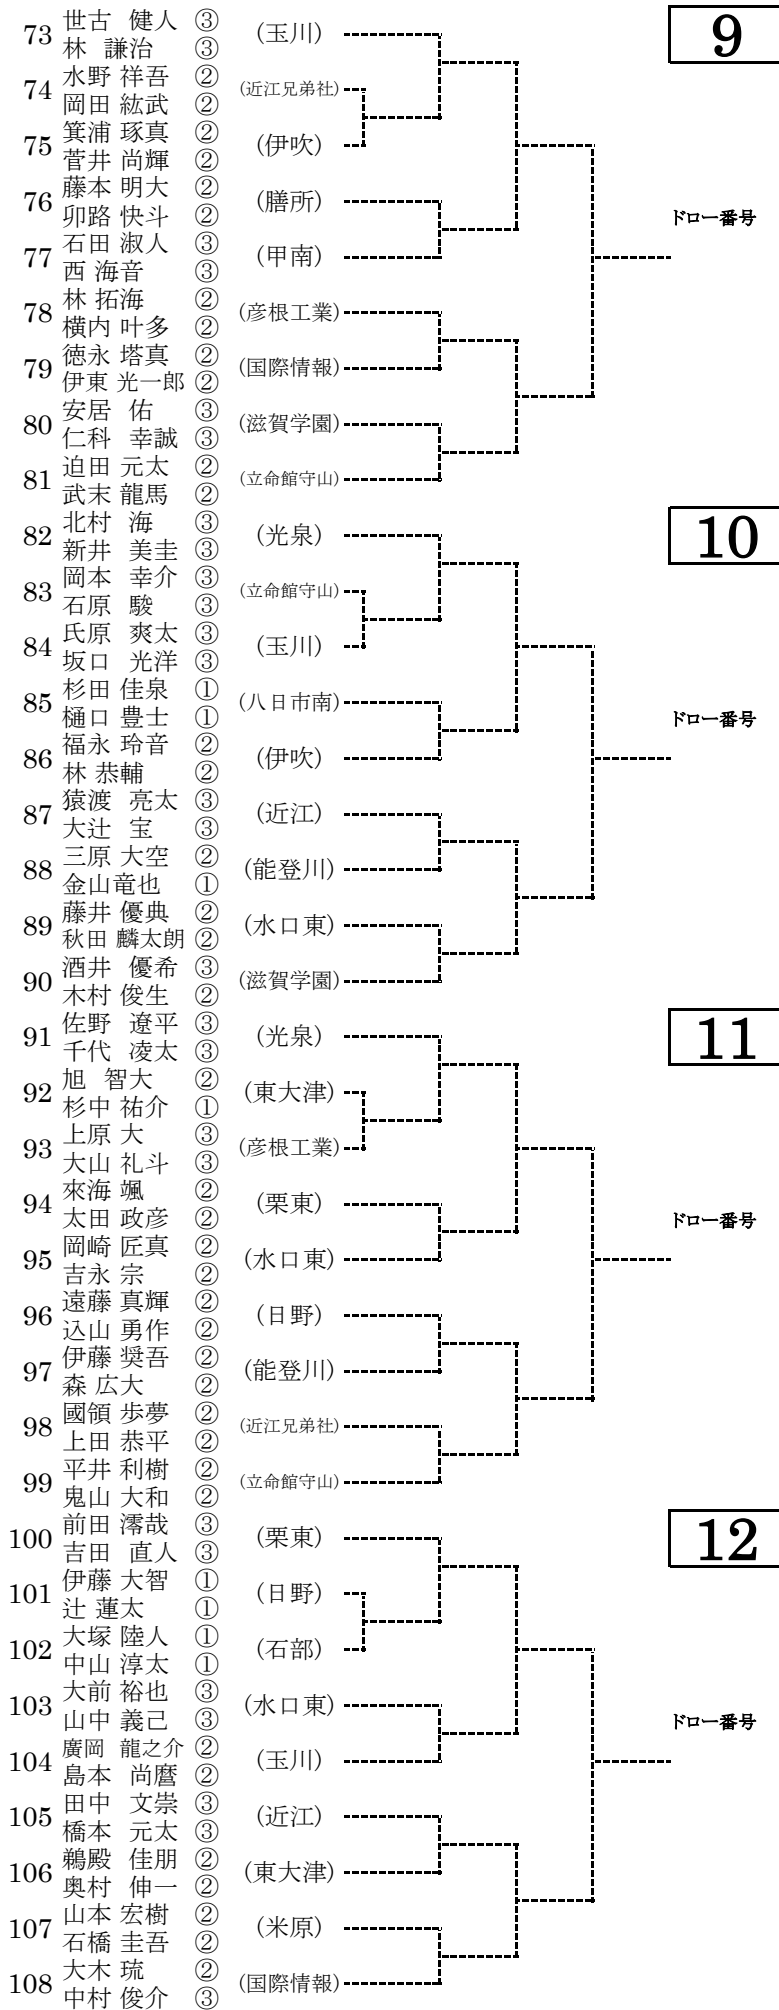 9
世古 健人 ③
73 (玉川)
林 謙治 ③
水野 祥吾 ②
74 (近江兄弟社)
岡田 紘武 ②
箕浦 琢真 ②
75 (伊吹)
菅井 尚輝 ②
藤本 明大 ②
76 (膳所)
卯路 快斗 ②
ドロー番号
石田 淑人 ③
77 (甲南)
西 海音 ③
林 拓海 ②
78 (彦根工業)
横内 叶多 ②
徳永 塔真 ②
79 (国際情報)
伊東 光一郎 ②
安居 佑 ③
80 (滋賀学園)
仁科 幸誠 ③
迫田 元太 ②
81 (立命館守山)
武末 龍馬 ②
10
北村 海 ③
82 (光泉)
新井 美圭 ③
岡本 幸介 ③
83 (立命館守山)
石原 駿 ③
氏原 爽太 ③
84 (玉川)
坂口 光洋 ③
杉田 佳泉 ①
85 (八日市南)
樋口 豊士 ①
ドロー番号
福永 玲音 ②
86 (伊吹)
林 恭輔 ②
猿渡 亮太 ③
87 (近江)
大辻 宝 ③
三原 大空 ②
88 (能登川)
金山竜也 ①
藤井 優典 ②
89 (水口東)
秋田 麟太朗 ②
酒井 優希 ③
90 (滋賀学園)
木村 俊生 ②
11
佐野 遼平 ③
91 (光泉)
千代 凌太 ③
旭 智大 ②
92 (東大津)
杉中 祐介 ①
上原 大 ③
93 (彦根工業)
大山 礼斗 ③
來海 颯 ②
94 (栗東)
太田 政彦 ②
ドロー番号
岡崎 匠真 ②
95 (水口東)
吉永 宗 ②
遠藤 真輝 ②
96 (日野)
込山 勇作 ②
伊藤 奨吾 ②
97 (能登川)
森 広大 ②
國領 歩夢 ②
98 (近江兄弟社)
上田 恭平 ②
平井 利樹 ②
99 (立命館守山)
鬼山 大和 ②
12
前田 澪哉 ③
100 (栗東)
吉田 直人 ③
伊藤 大智 ①
101 (日野)
辻 蓮太 ①
大塚 陸人 ①
102 (石部)
中山 淳太 ①
大前 裕也 ③
103 (水口東)
山中 義己 ③
ドロー番号
廣岡 龍之介 ②
104 (玉川)
島本 尚麿 ②
田中 文崇 ③
105 (近江)
橋本 元太 ③
鵜殿 佳朋 ②
106 (東大津)
奥村 伸一 ②
山本 宏樹 ②
107 (米原)
石橋 圭吾 ②
大木 琉 ②
108 (国際情報)
中村 俊介 ③